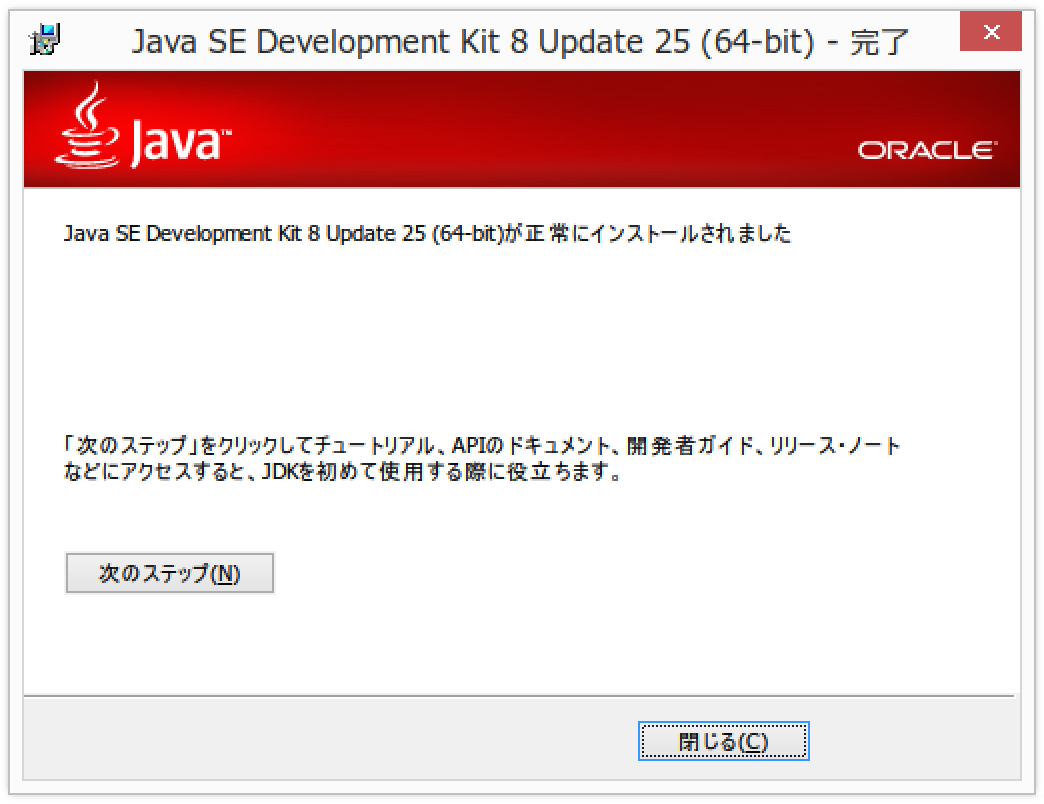 Java SE Development Kit 8 Update 25 (64-bit) - 完了
Java™
ORACLE
Java SE Development Kit 8 Update 25 (64-bit)が正常にインストールされました
「次のステップ」をクリックしてチュートリアル、APIのドキュメント、開発者ガイド、リリース・ノート
などにアクセスすると、JDKを初めて使用する際に役立ちます。
次のステップ(N)
閉じる(C)